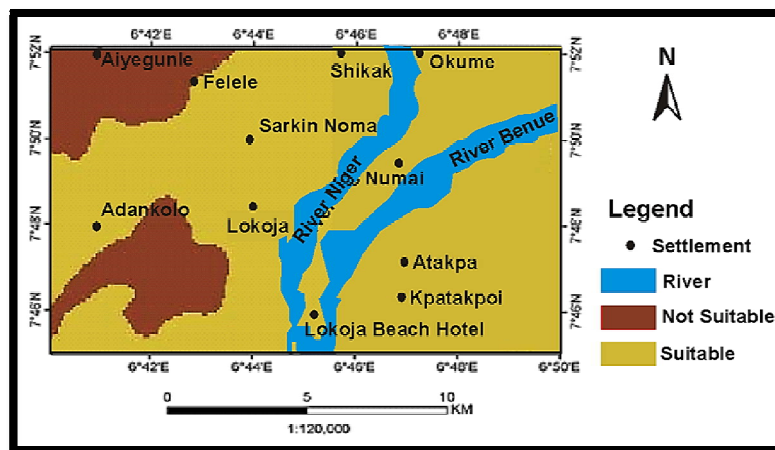 6°42'E 6°44'E 6°46'E 6°48'E
7°52'N
7°52'N
Aiyegunle
Shikak
Okume
N
Felele
Sarkin Noma
7°50'N
7°50'N
River Benue
River Niger
Numai
Adankolo
Lokoja
7°48'N
7°48'N
Legend
Settlement
Atakpa
River
Kpatakpoi
7°46'N
7°46'N
Not Suitable
Lokoja Beach Hotel
Suitable
6°42'E 6°44'E 6°46'E 6°48'E 6°50'E
0 5 10
KM
1:120,000